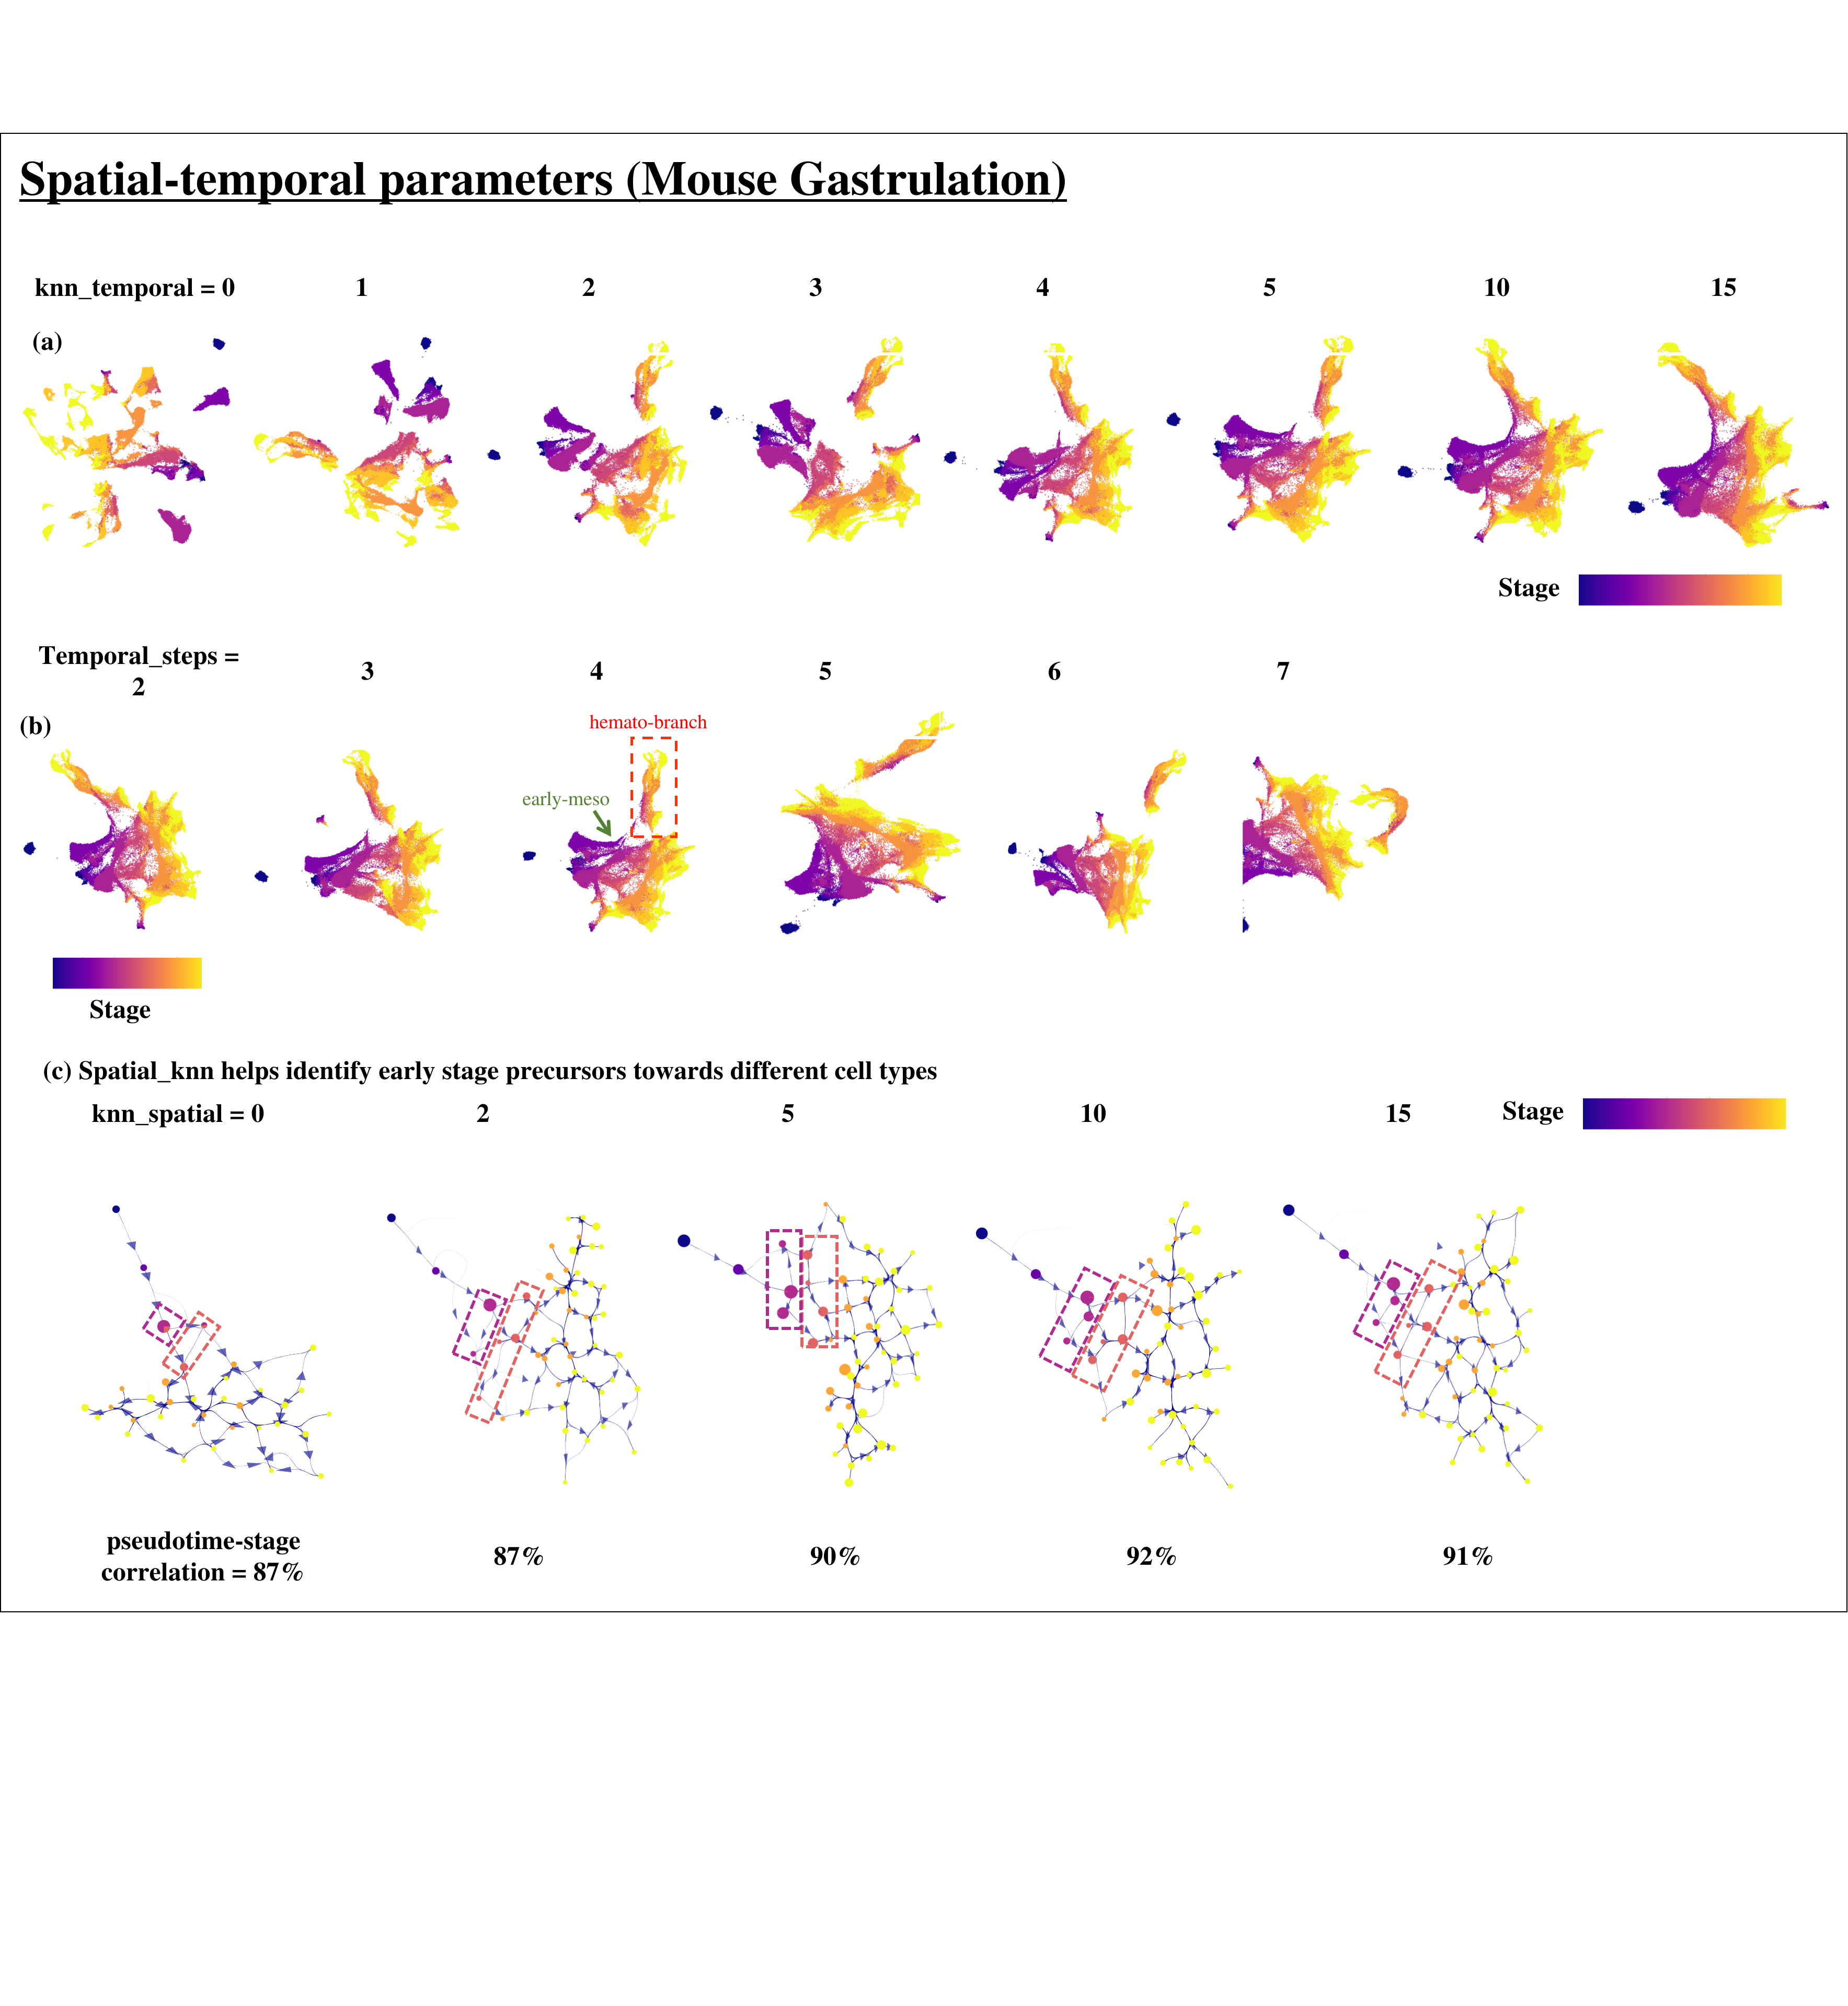 Spatial-temporal parameters (Mouse Gastrulation)
knn_temporal = 0 1 2 3 4 5 10 15
(a)
Stage
Temporal_steps =
2 3 4 5 6 7
(b)
hemato-branch
early-meso
Stage
(c) Spatial_knn helps identify early stage precursors towards different cell types
knn_spatial = 0 2 5 10 15 Stage
pseudotime-stage
correlation = 87% 87% 90% 92% 91%